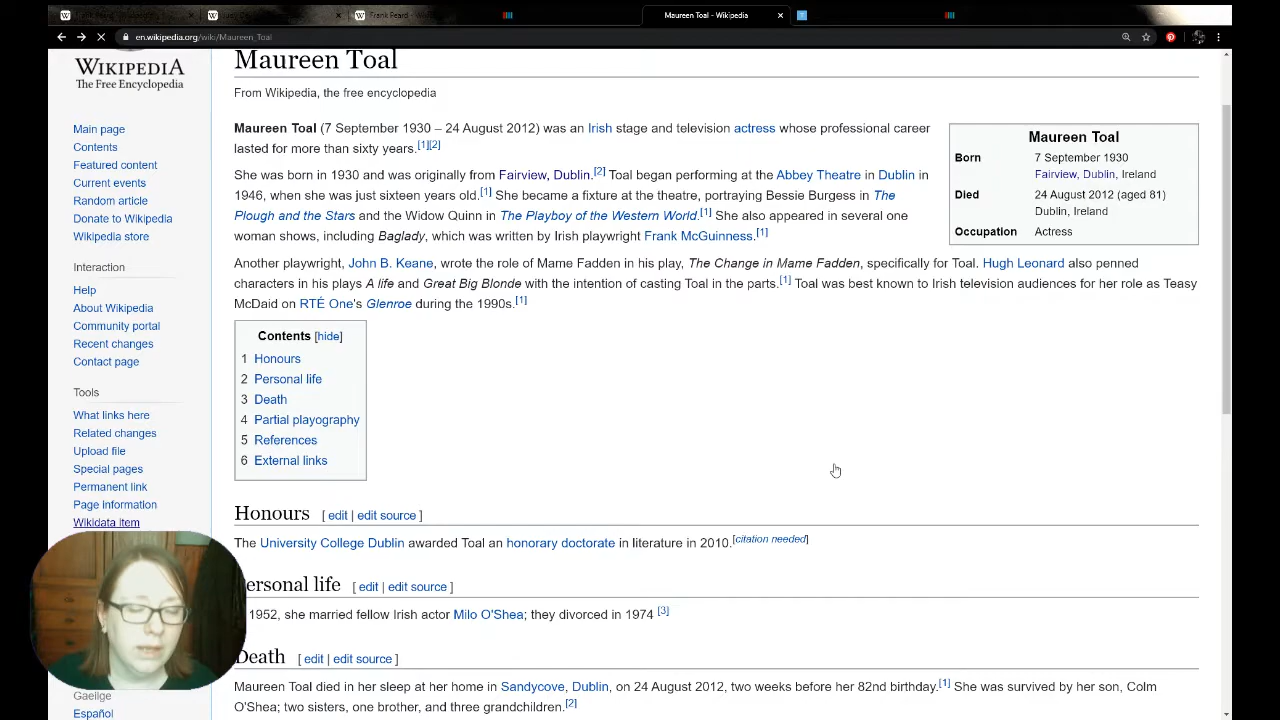 Frank Peard - W
Maureen Toal - Wikipedia
en.wikipedia.org/wiki/Maureen_Toal
WIKIPEDIA
The Free Encyclopedia
Main page
Contents
Featured content
Current events
Random article
Donate to Wikipedia
Wikipedia store
Interaction
Help
About Wikipedia
Community portal
Recent changes
Contact page
Tools
What links here
Related changes
Upload file
Special pages
Permanent link
Page information
Wikidata item
Gaeilge
Español
Maureen Toal
From Wikipedia, the free encyclopedia
Maureen Toal (7 September 1930 – 24 August 2012) was an Irish stage and television actress whose professional career
lasted for more than sixty years.[1][2]
She was born in 1930 and was originally from Fairview, Dublin.[2] Toal began performing at the Abbey Theatre in Dublin in
1946, when she was just sixteen years old.[1] She became a fixture at the theatre, portraying Bessie Burgess in The
Plough and the Stars and the Widow Quinn in The Playboy of the Western World.[1] She also appeared in several one
woman shows, including Baglady, which was written by Irish playwright Frank McGuinness.[1]
Another playwright, John B. Keane, wrote the role of Mame Fadden in his play, The Change in Mame Fadden, specifically for Toal. Hugh Leonard also penned
characters in his plays A life and Great Big Blonde with the intention of casting Toal in the parts.[1] Toal was best known to Irish television audiences for her role as Teasy
McDaid on RTÉ One's Glenroe during the 1990s.[1]
Maureen Toal
Born 7 September 1930
Fairview, Dublin, Ireland
Died 24 August 2012 (aged 81)
Dublin, Ireland
Occupation Actress
Contents [hide]
1 Honours
2 Personal life
3 Death
4 Partial playography
5 References
6 External links
Honours [ edit | edit source ]
The University College Dublin awarded Toal an honorary doctorate in literature in 2010.[citation needed]
ersonal life [ edit | edit source ]
1952, she married fellow Irish actor Milo O'Shea; they divorced in 1974 [3]
Death [ edit | edit source ]
Maureen Toal died in her sleep at her home in Sandycove, Dublin, on 24 August 2012, two weeks before her 82nd birthday.[1] She was survived by her son, Colm
O'Shea; two sisters, one brother, and three grandchildren.[2]